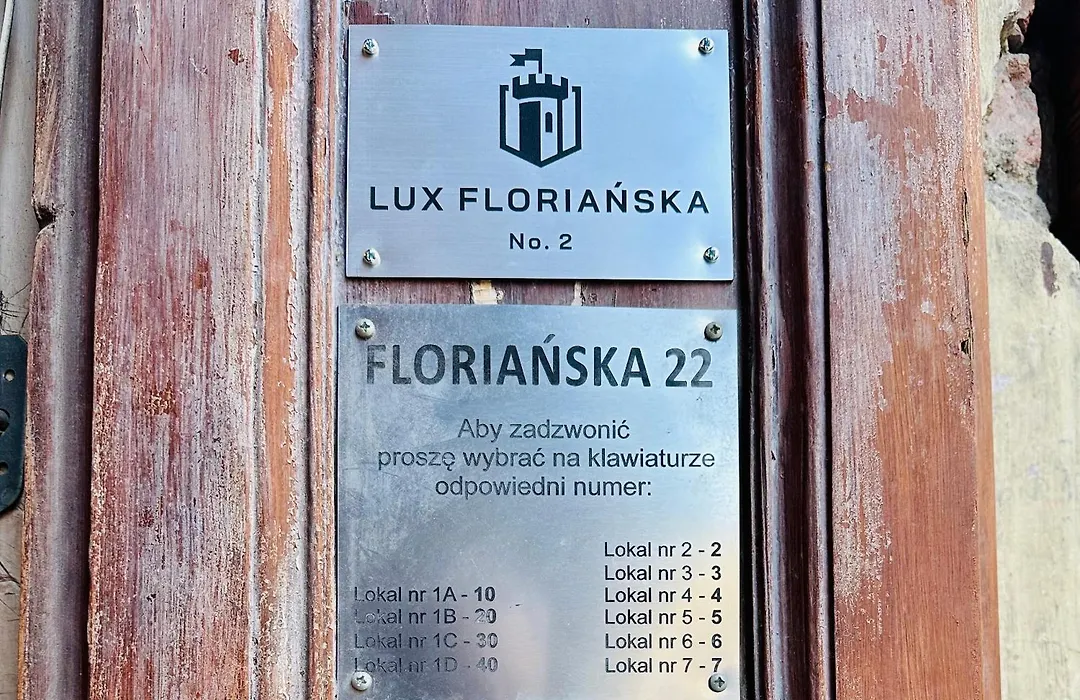 LUX FLORIAŃSKA
No. 2
FLORIAŃSKA 22
Aby zadzwonić
proszę wybrać na klawiaturze
odpowiedni numer:
Lokal nr 1A - 10
Lokal nr 1B - 20
Lokal nr 1C - 30
Lokal nr 1D - 40
Lokal nr 2 - 2
Lokal nr 3 - 3
Lokal nr 4 - 4
Lokal nr 5 - 5
Lokal nr 6 - 6
Lokal nr 7 - 7